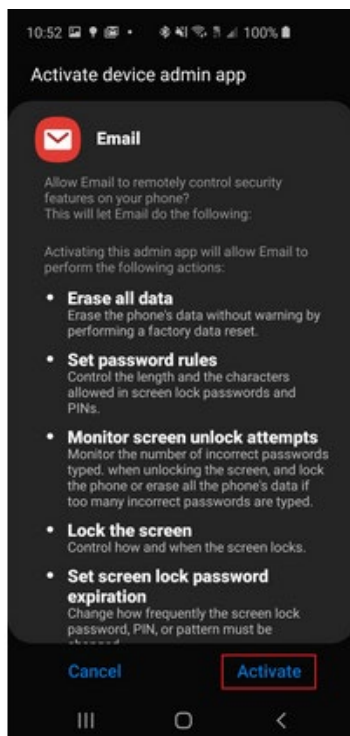 10:52 100%
Activate device admin app
Email
Allow Email to remotely control security
features on your phone?
This will let Email do the following:
Activating this admin app will allow Email to
perform the following actions:
• Erase all data
Erase the phone's data without warning by
performing a factory data reset.
• Set password rules
Control the length and the characters
allowed in screen lock passwords and
PINs.
• Monitor screen unlock attempts
Monitor the number of incorrect passwords
typed. when unlocking the screen, and lock
the phone or erase all the phone's data if
too many incorrect passwords are typed.
• Lock the screen
Control how and when the screen locks.
• Set screen lock password
expiration
Change how frequently the screen lock
password, PIN, or pattern must be
Cancel Activate